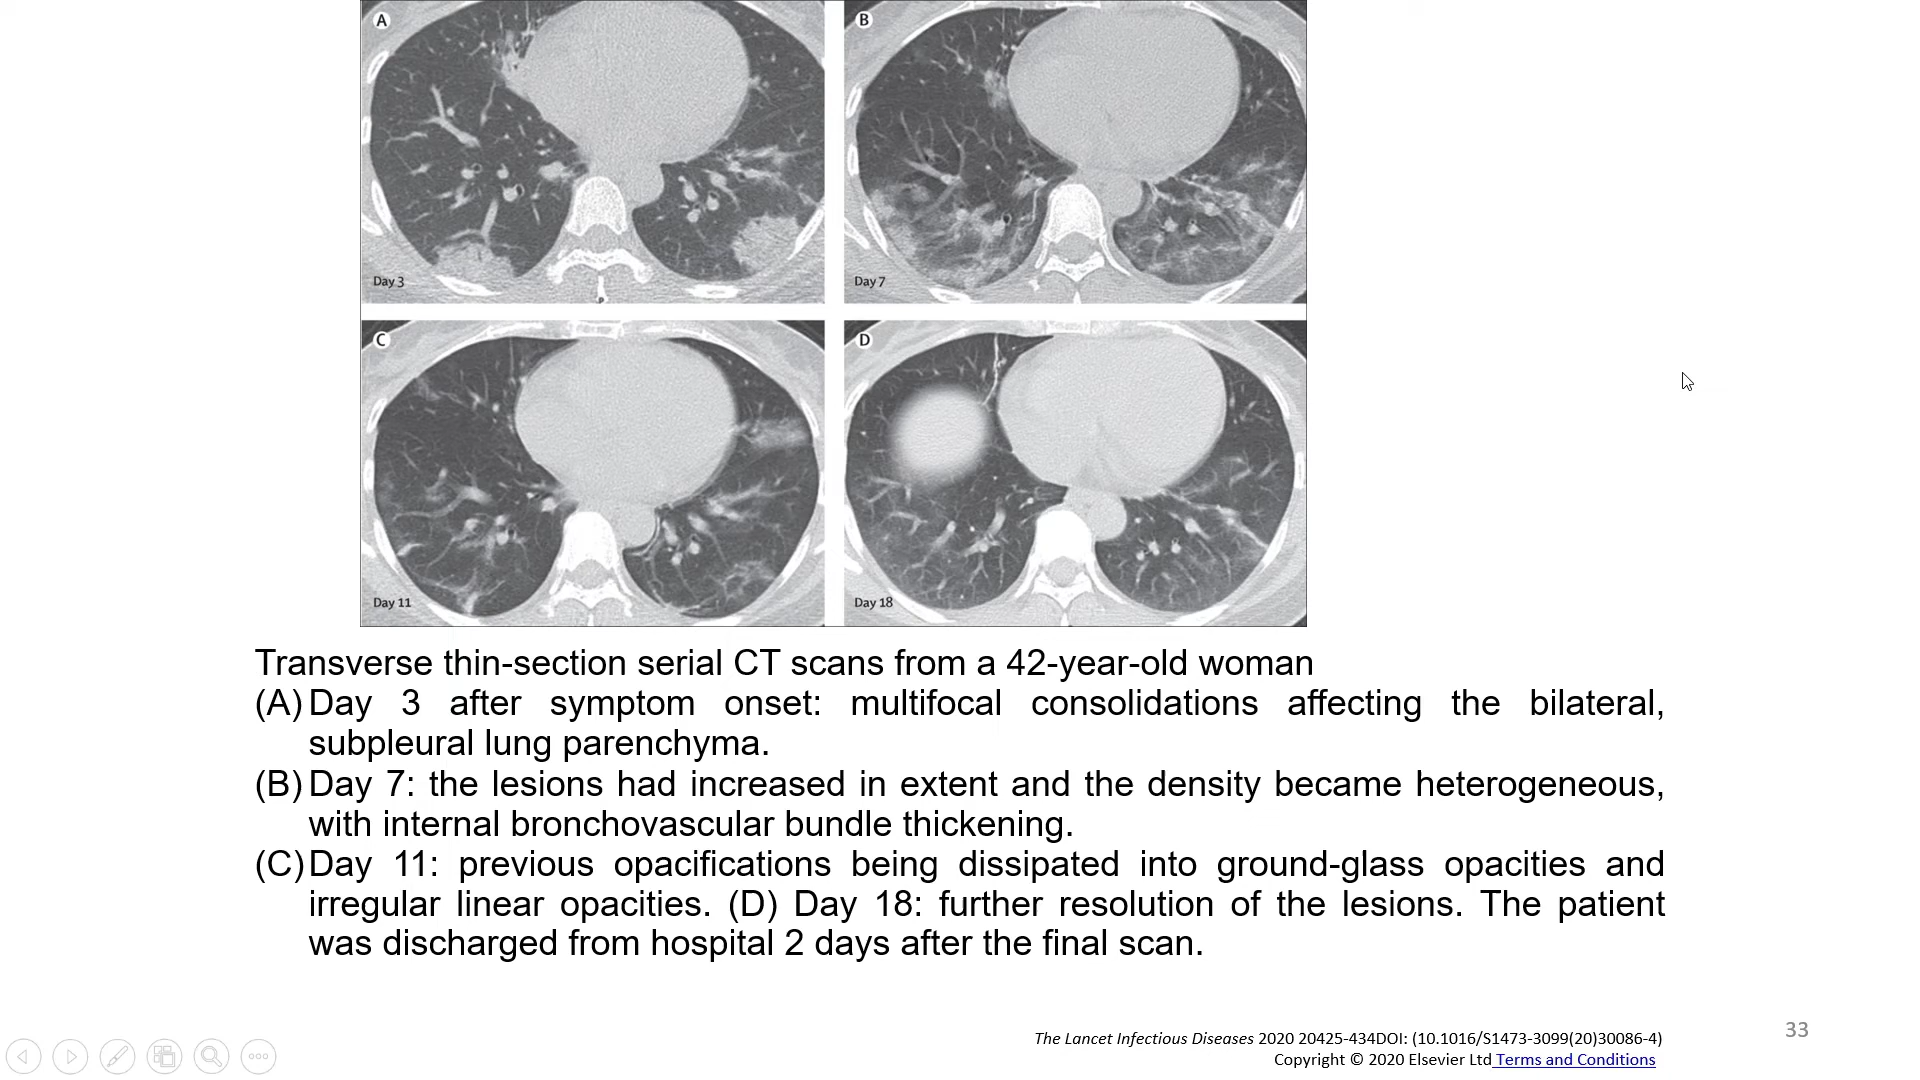 A
B
Day 3
Day 7
C
D
Day 11
Day 18
Transverse thin-section serial CT scans from a 42-year-old woman
(A) Day 3 after symptom onset: multifocal consolidations affecting the bilateral,
subpleural lung parenchyma.
(B) Day 7: the lesions had increased in extent and the density became heterogeneous,
with internal bronchovascular bundle thickening.
(C) Day 11: previous opacifications being dissipated into ground-glass opacities and
irregular linear opacities. (D) Day 18: further resolution of the lesions. The patient
was discharged from hospital 2 days after the final scan.
The Lancet Infectious Diseases 2020 20425-434DOI: (10.1016/S1473-3099(20)30086-4)
Copyright © 2020 Elsevier Ltd Terms and Conditions
33